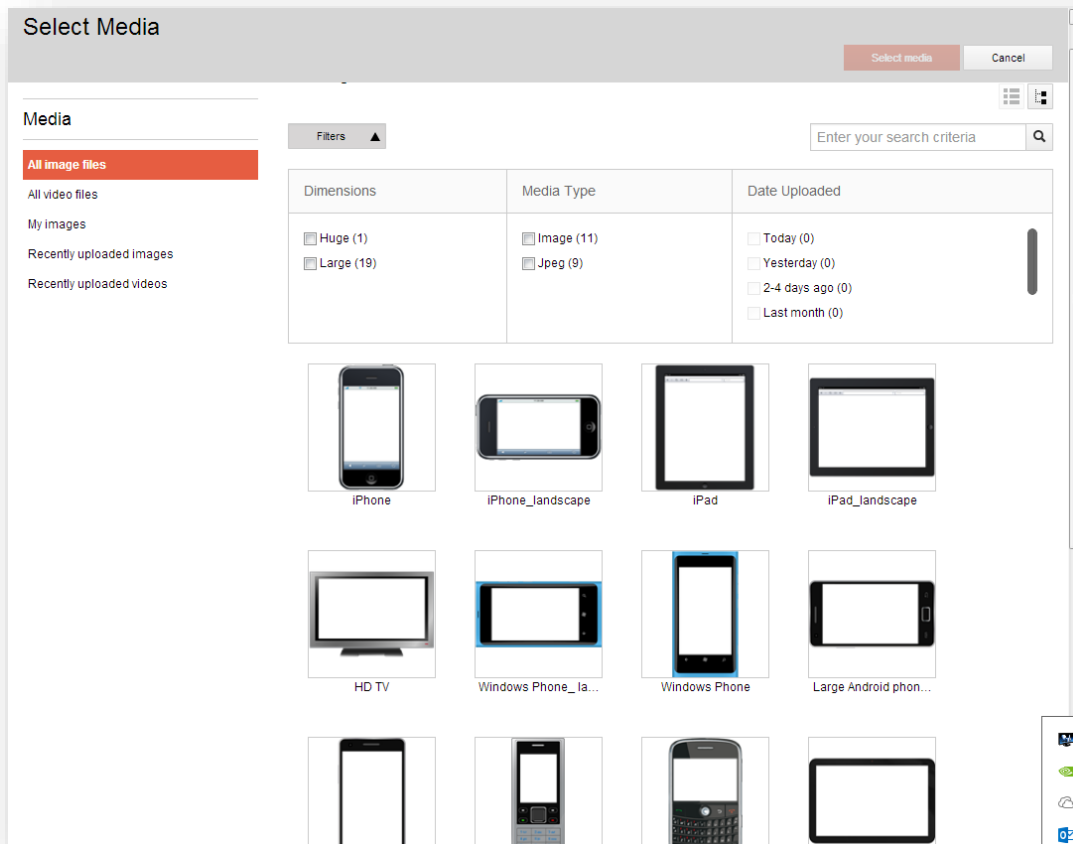 Select Media
Select media
Cancel
Media
All image files
All video files
My images
Recently uploaded images
Recently uploaded videos
Filters
Enter your search criteria
Dimensions
Media Type
Date Uploaded
Huge (1)
Image (11)
Today (0)
Large (19)
Jpeg (9)
Yesterday (0)
2-4 days ago (0)
Last month (0)
iPhone
iPhone_landscape
iPad
iPad_landscape
HD TV
Windows Phone_ la...
Windows Phone
Large Android phon...